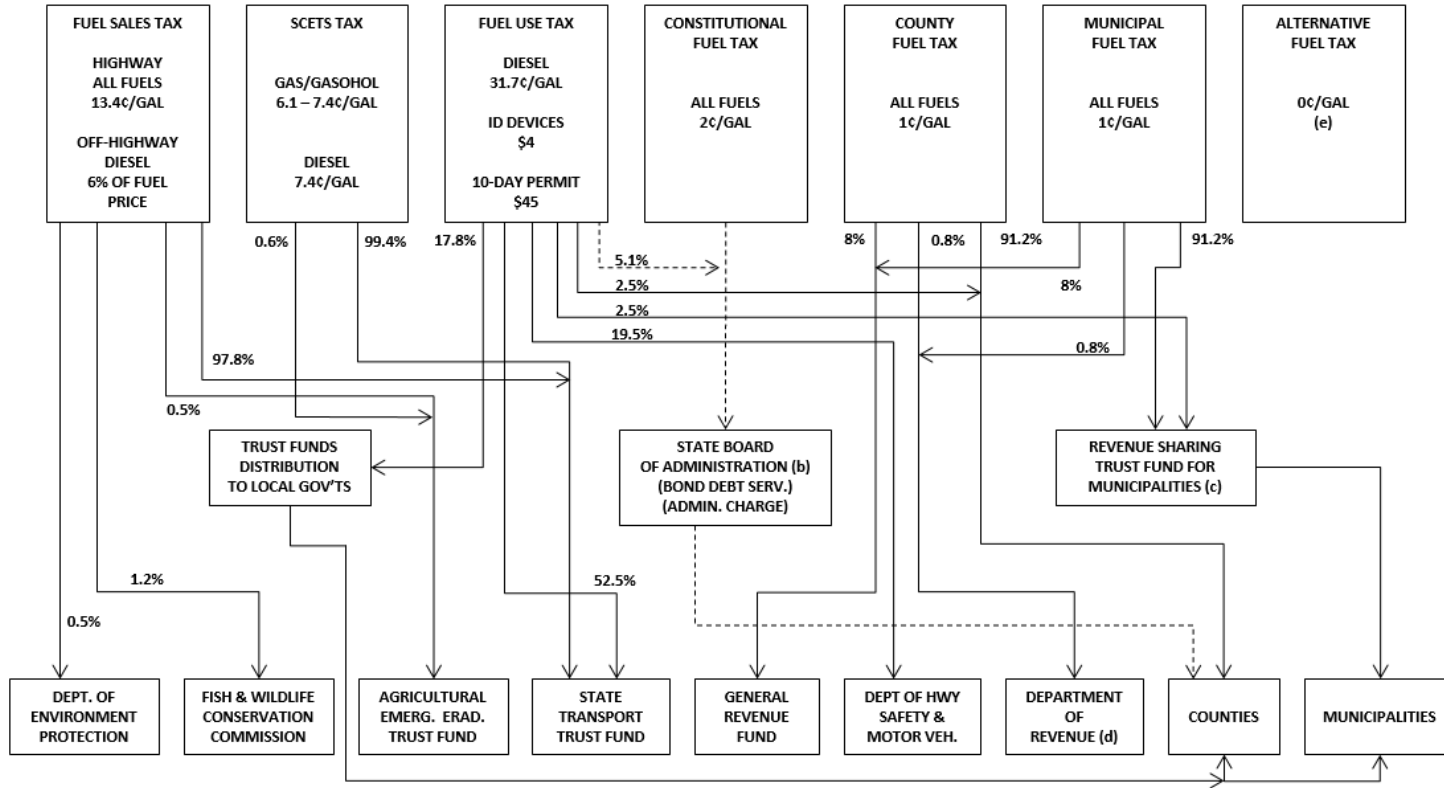 FUEL SALES TAX
HIGHWAY
ALL FUELS
13.4¢/GAL
OFF-HIGHWAY
DIESEL
6% OF FUEL
PRICE
SCETS TAX
GAS/GASOHOL
6.1 – 7.4¢/GAL
DIESEL
7.4¢/GAL
FUEL USE TAX
DIESEL
31.7¢/GAL
ID DEVICES
$4
10-DAY PERMIT
$45
CONSTITUTIONAL
FUEL TAX
ALL FUELS
2¢/GAL
COUNTY
FUEL TAX
ALL FUELS
1¢/GAL
MUNICIPAL
FUEL TAX
ALL FUELS
1¢/GAL
ALTERNATIVE
FUEL TAX
0¢/GAL
(e)
0.6%
99.4%
17.8%
8%
0.8%
91.2%
91.2%
5.1%
2.5%
8%
2.5%
19.5%
97.8%
0.8%
0.5%
TRUST FUNDS
DISTRIBUTION
TO LOCAL GOV'TS
STATE BOARD
OF ADMINISTRATION (b)
(BOND DEBT SERV.)
(ADMIN. CHARGE)
REVENUE SHARING
TRUST FUND FOR
MUNICIPALITIES (c)
1.2%
52.5%
0.5%
DEPT. OF
ENVIRONMENT
PROTECTION
FISH & WILDLIFE
CONSERVATION
COMMISSION
AGRICULTURAL
EMERG. ERAD.
TRUST FUND
STATE
TRANSPORT
TRUST FUND
GENERAL
REVENUE
FUND
DEPT OF HWY
SAFETY &
MOTOR VEH.
DEPARTMENT
OF
REVENUE (d)
COUNTIES
MUNICIPALITIES